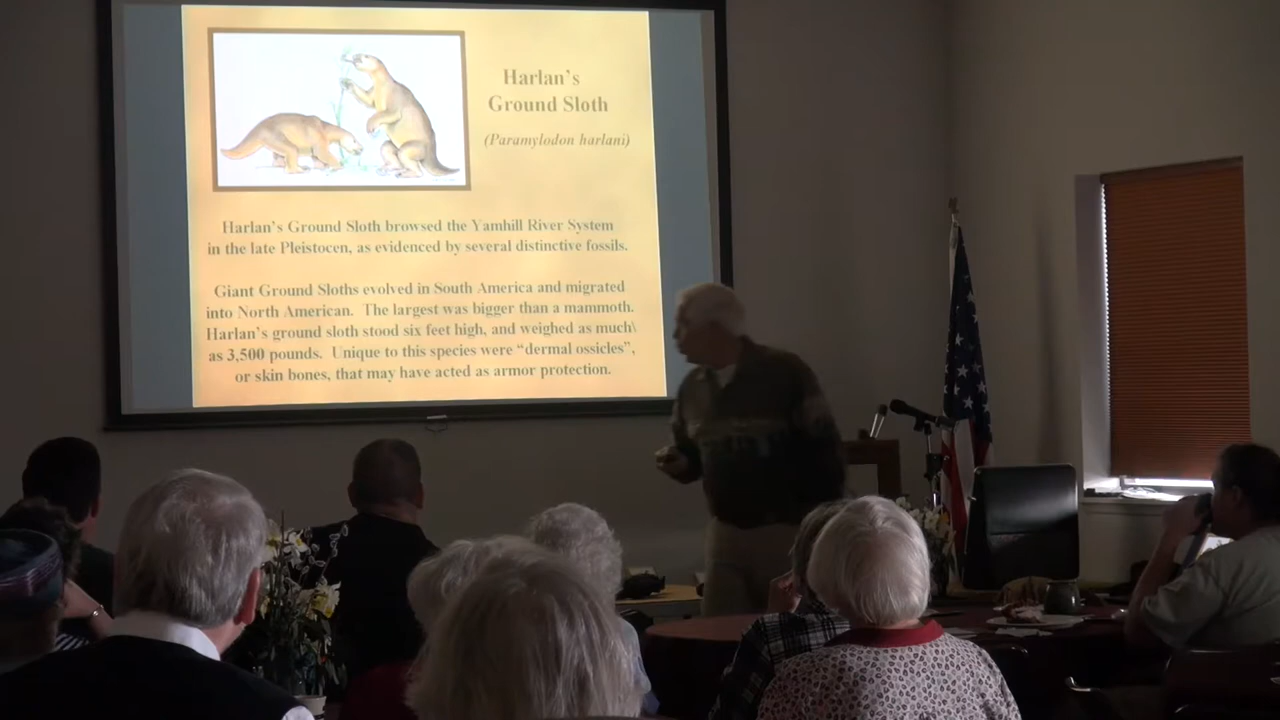 Harlan's
Ground Sloth
(Paramylodon harlani)
Harlan's Ground Sloth browsed the Yamhill River System
in the late Pleistocen, as evidenced by several distinctive fossils.
Giant Ground Sloths evolved in South America and migrated
into North American. The largest was bigger than a mammoth.
Harlan's ground sloth stood six feet high, and weighed as much\
as 3,500 pounds. Unique to this species were "dermal ossicles",
or skin bones, that may have acted as armor protection.